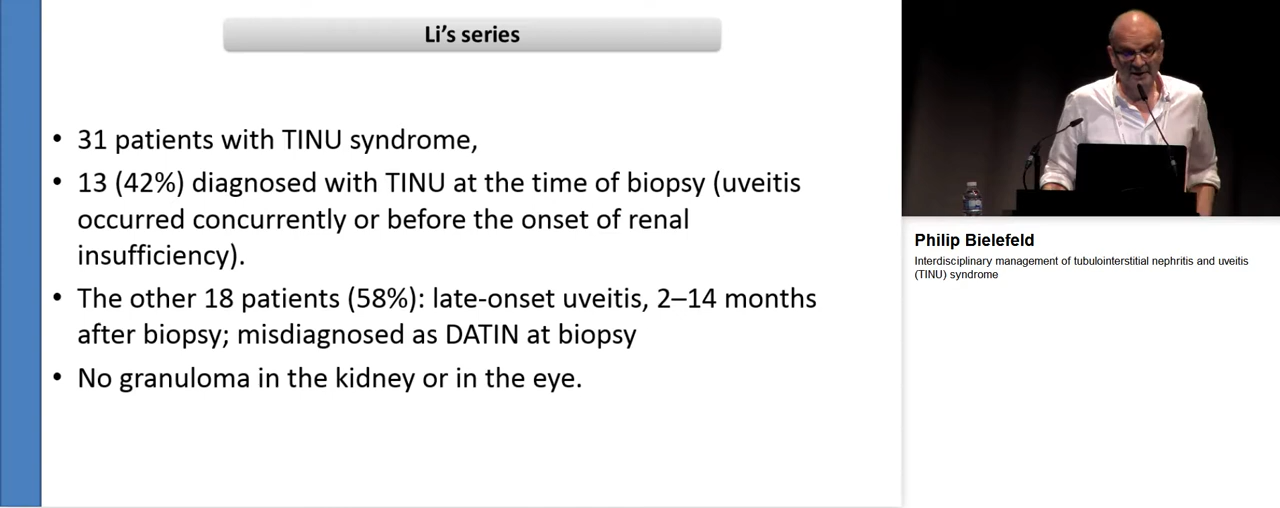 Li's series
• 31 patients with TINU syndrome,
• 13 (42%) diagnosed with TINU at the time of biopsy (uveitis
occurred concurrently or before the onset of renal
insufficiency).
• The other 18 patients (58%): late-onset uveitis, 2–14 months
after biopsy; misdiagnosed as DATIN at biopsy
• No granuloma in the kidney or in the eye.
Philip Bielefeld
Interdisciplinary management of tubulointerstitial nephritis and uveitis
(TINU) syndrome